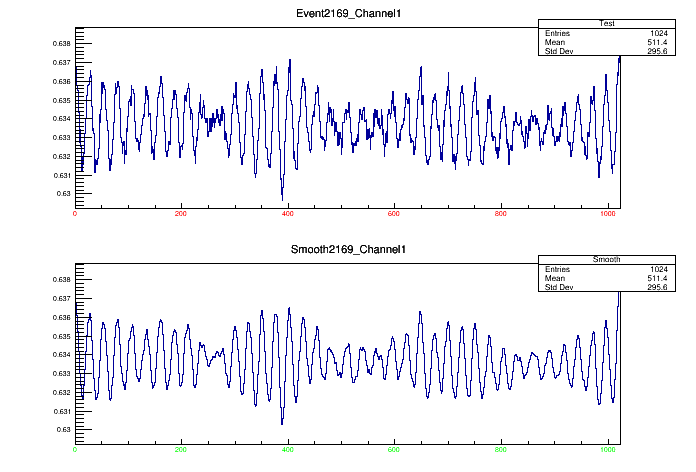 Event2169_Channel1
Test
Entries 1024
Mean 511.4
Std Dev 295.6
0.638
0.637
0.636
0.635
0.634
0.633
0.632
0.631
0.63
0 200 400 600 800 1000
Smooth2169_Channel1
Smooth
Entries 1024
Mean 511.4
Std Dev 295.6
0.638
0.637
0.636
0.635
0.634
0.633
0.632
0.631
0.63
0 200 400 600 800 1000